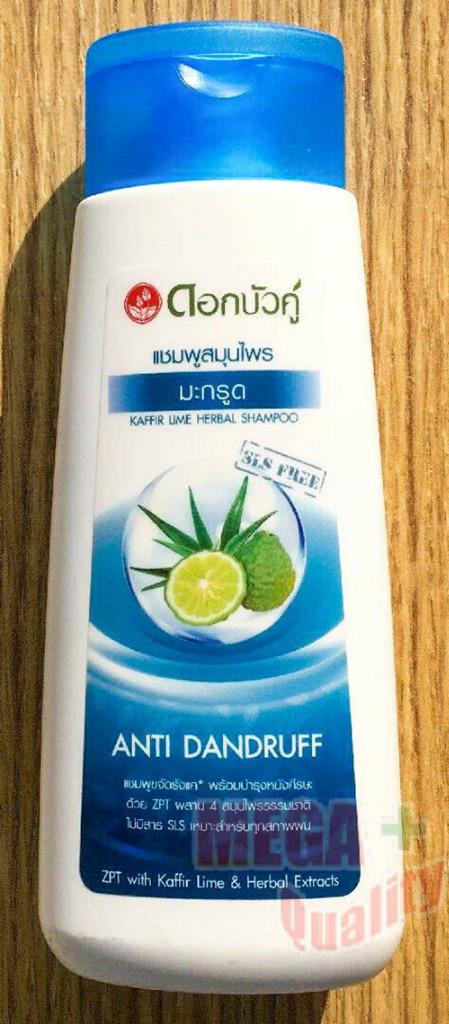 ดอกบัวคู่
แชมพูสมุนไพร
มะกรูด
KAFFIR LIME HERBAL SHAMPOO
SLS FREE
ANTI DANDRUFF
แชมพูขจัดรังแค* พร้อมบำรุงหนังศีรษะ
ด้วย ZPT ผสาน 4 สมุนไพรธรรมชาติ
ไม่มีสาร SLS เหมาะสำหรับทุกสภาพผม
ZPT with Kaffir Lime & Herbal Extracts
MEGA +
Quality